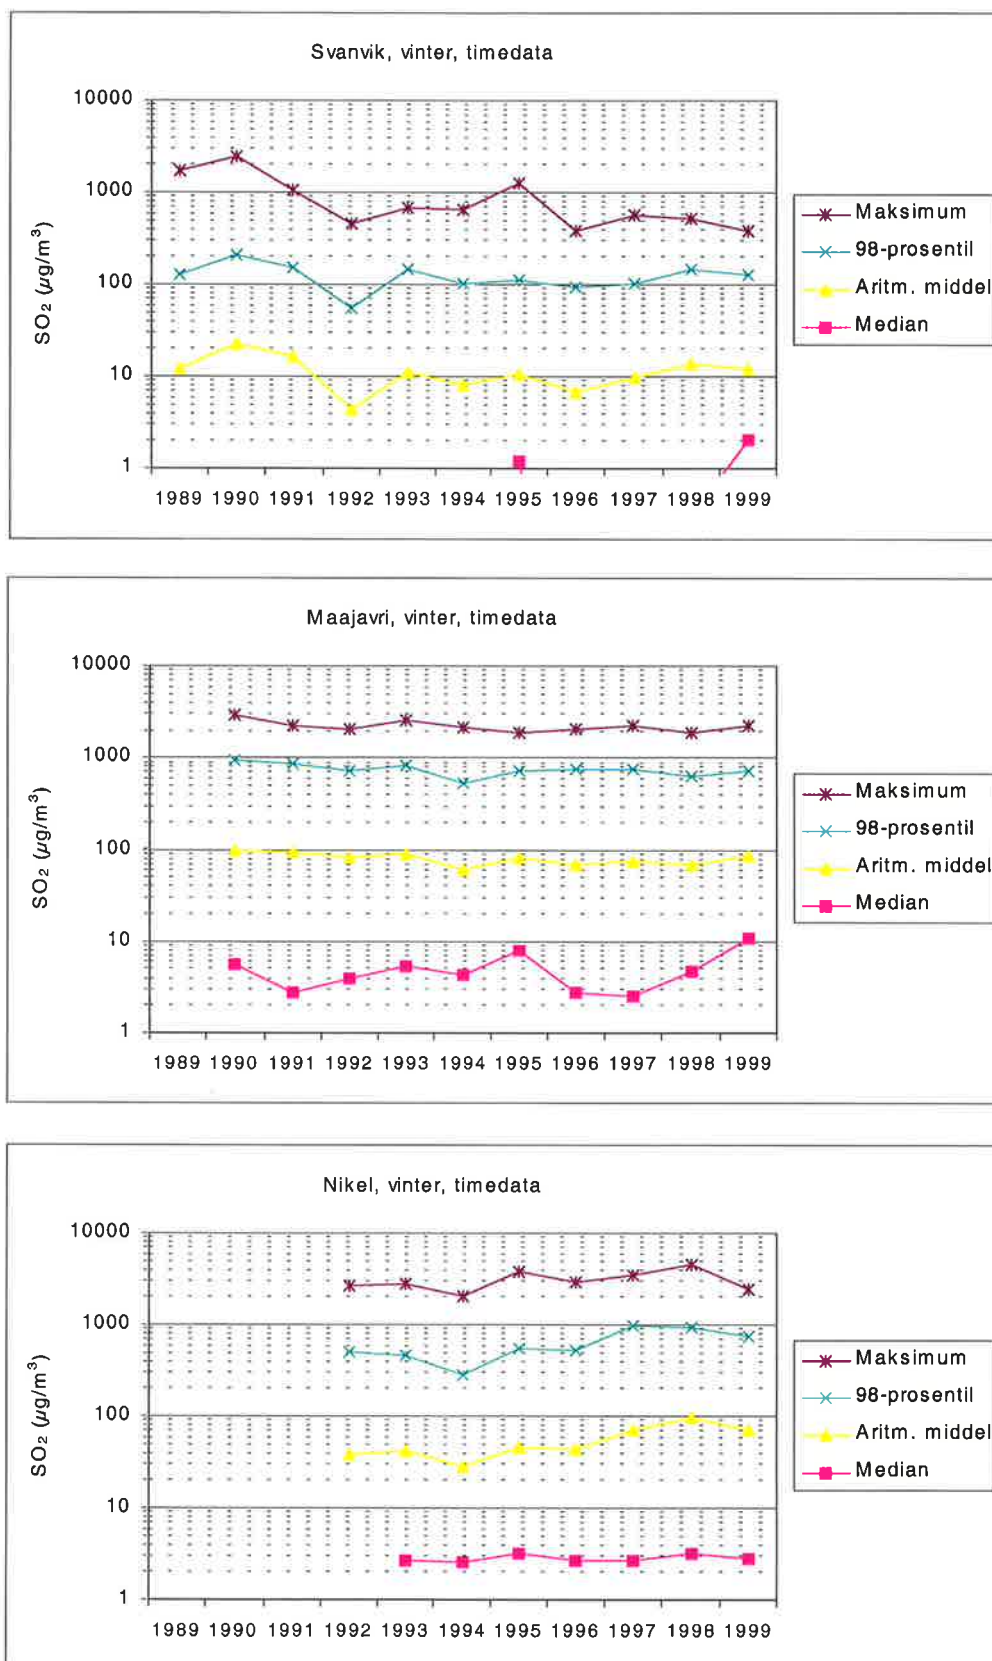 Svanvik, vinter, timedata
10000
1000
100
10
1
SO₂ (µg/m³)
1989 1990 1991 1992 1993 1994 1995 1996 1997 1998 1999
Maksimum
98-prosentil
Aritm. middel
Median
Maajavri, vinter, timedata
10000
1000
100
10
1
SO₂ (µg/m³)
1989 1990 1991 1992 1993 1994 1995 1996 1997 1998 1999
Maksimum
98-prosentil
Aritm. middel
Median
Nikel, vinter, timedata
10000
1000
100
10
1
SO₂ (µg/m³)
1989 1990 1991 1992 1993 1994 1995 1996 1997 1998 1999
Maksimum
98-prosentil
Aritm. middel
Median